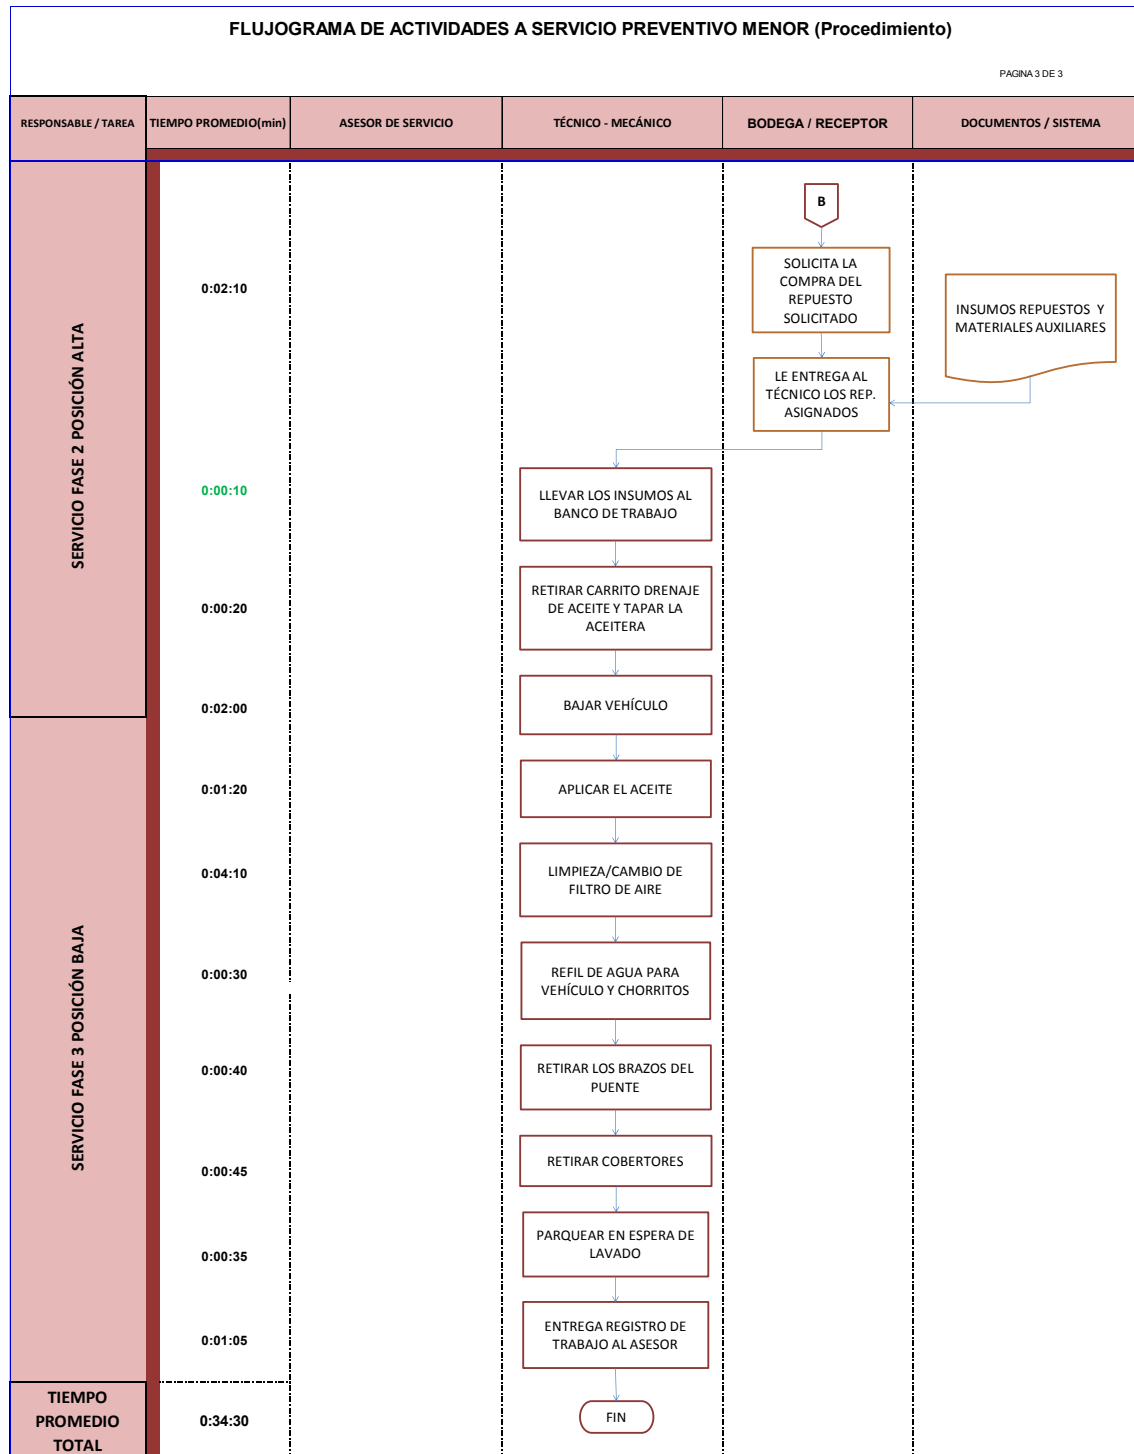 FLUJOGRAMA DE ACTIVIDADES A SERVICIO PREVENTIVO MENOR (Procedimiento)
PAGINA 3 DE 3
RESPONSABLE / TAREA
TIEMPO PROMEDIO(min)
ASESOR DE SERVICIO
TÉCNICO - MECÁNICO
BODEGA / RECEPTOR
DOCUMENTOS / SISTEMA
SERVICIO FASE 2 POSICIÓN ALTA
B
0:02:10
SOLICITA LA
COMPRA DEL
REPUESTO
SOLICITADO
INSUMOS REPUESTOS Y
MATERIALES AUXILIARES
LE ENTREGA AL
TÉCNICO LOS REP.
ASIGNADOS
0:00:10
LLEVAR LOS INSUMOS AL
BANCO DE TRABAJO
0:00:20
RETIRAR CARRITO DRENAJE
DE ACEITE Y TAPAR LA
ACEITERA
0:02:00
BAJAR VEHÍCULO
SERVICIO FASE 3 POSICIÓN BAJA
0:01:20
APLICAR EL ACEITE
0:04:10
LIMPIEZA/CAMBIO DE
FILTRO DE AIRE
0:00:30
REFIL DE AGUA PARA
VEHÍCULO Y CHORRITOS
0:00:40
RETIRAR LOS BRAZOS DEL
PUENTE
0:00:45
RETIRAR COBERTORES
0:00:35
PARQUEAR EN ESPERA DE
LAVADO
0:01:05
ENTREGA REGISTRO DE
TRABAJO AL ASESOR
TIEMPO
PROMEDIO
TOTAL
0:34:30
FIN